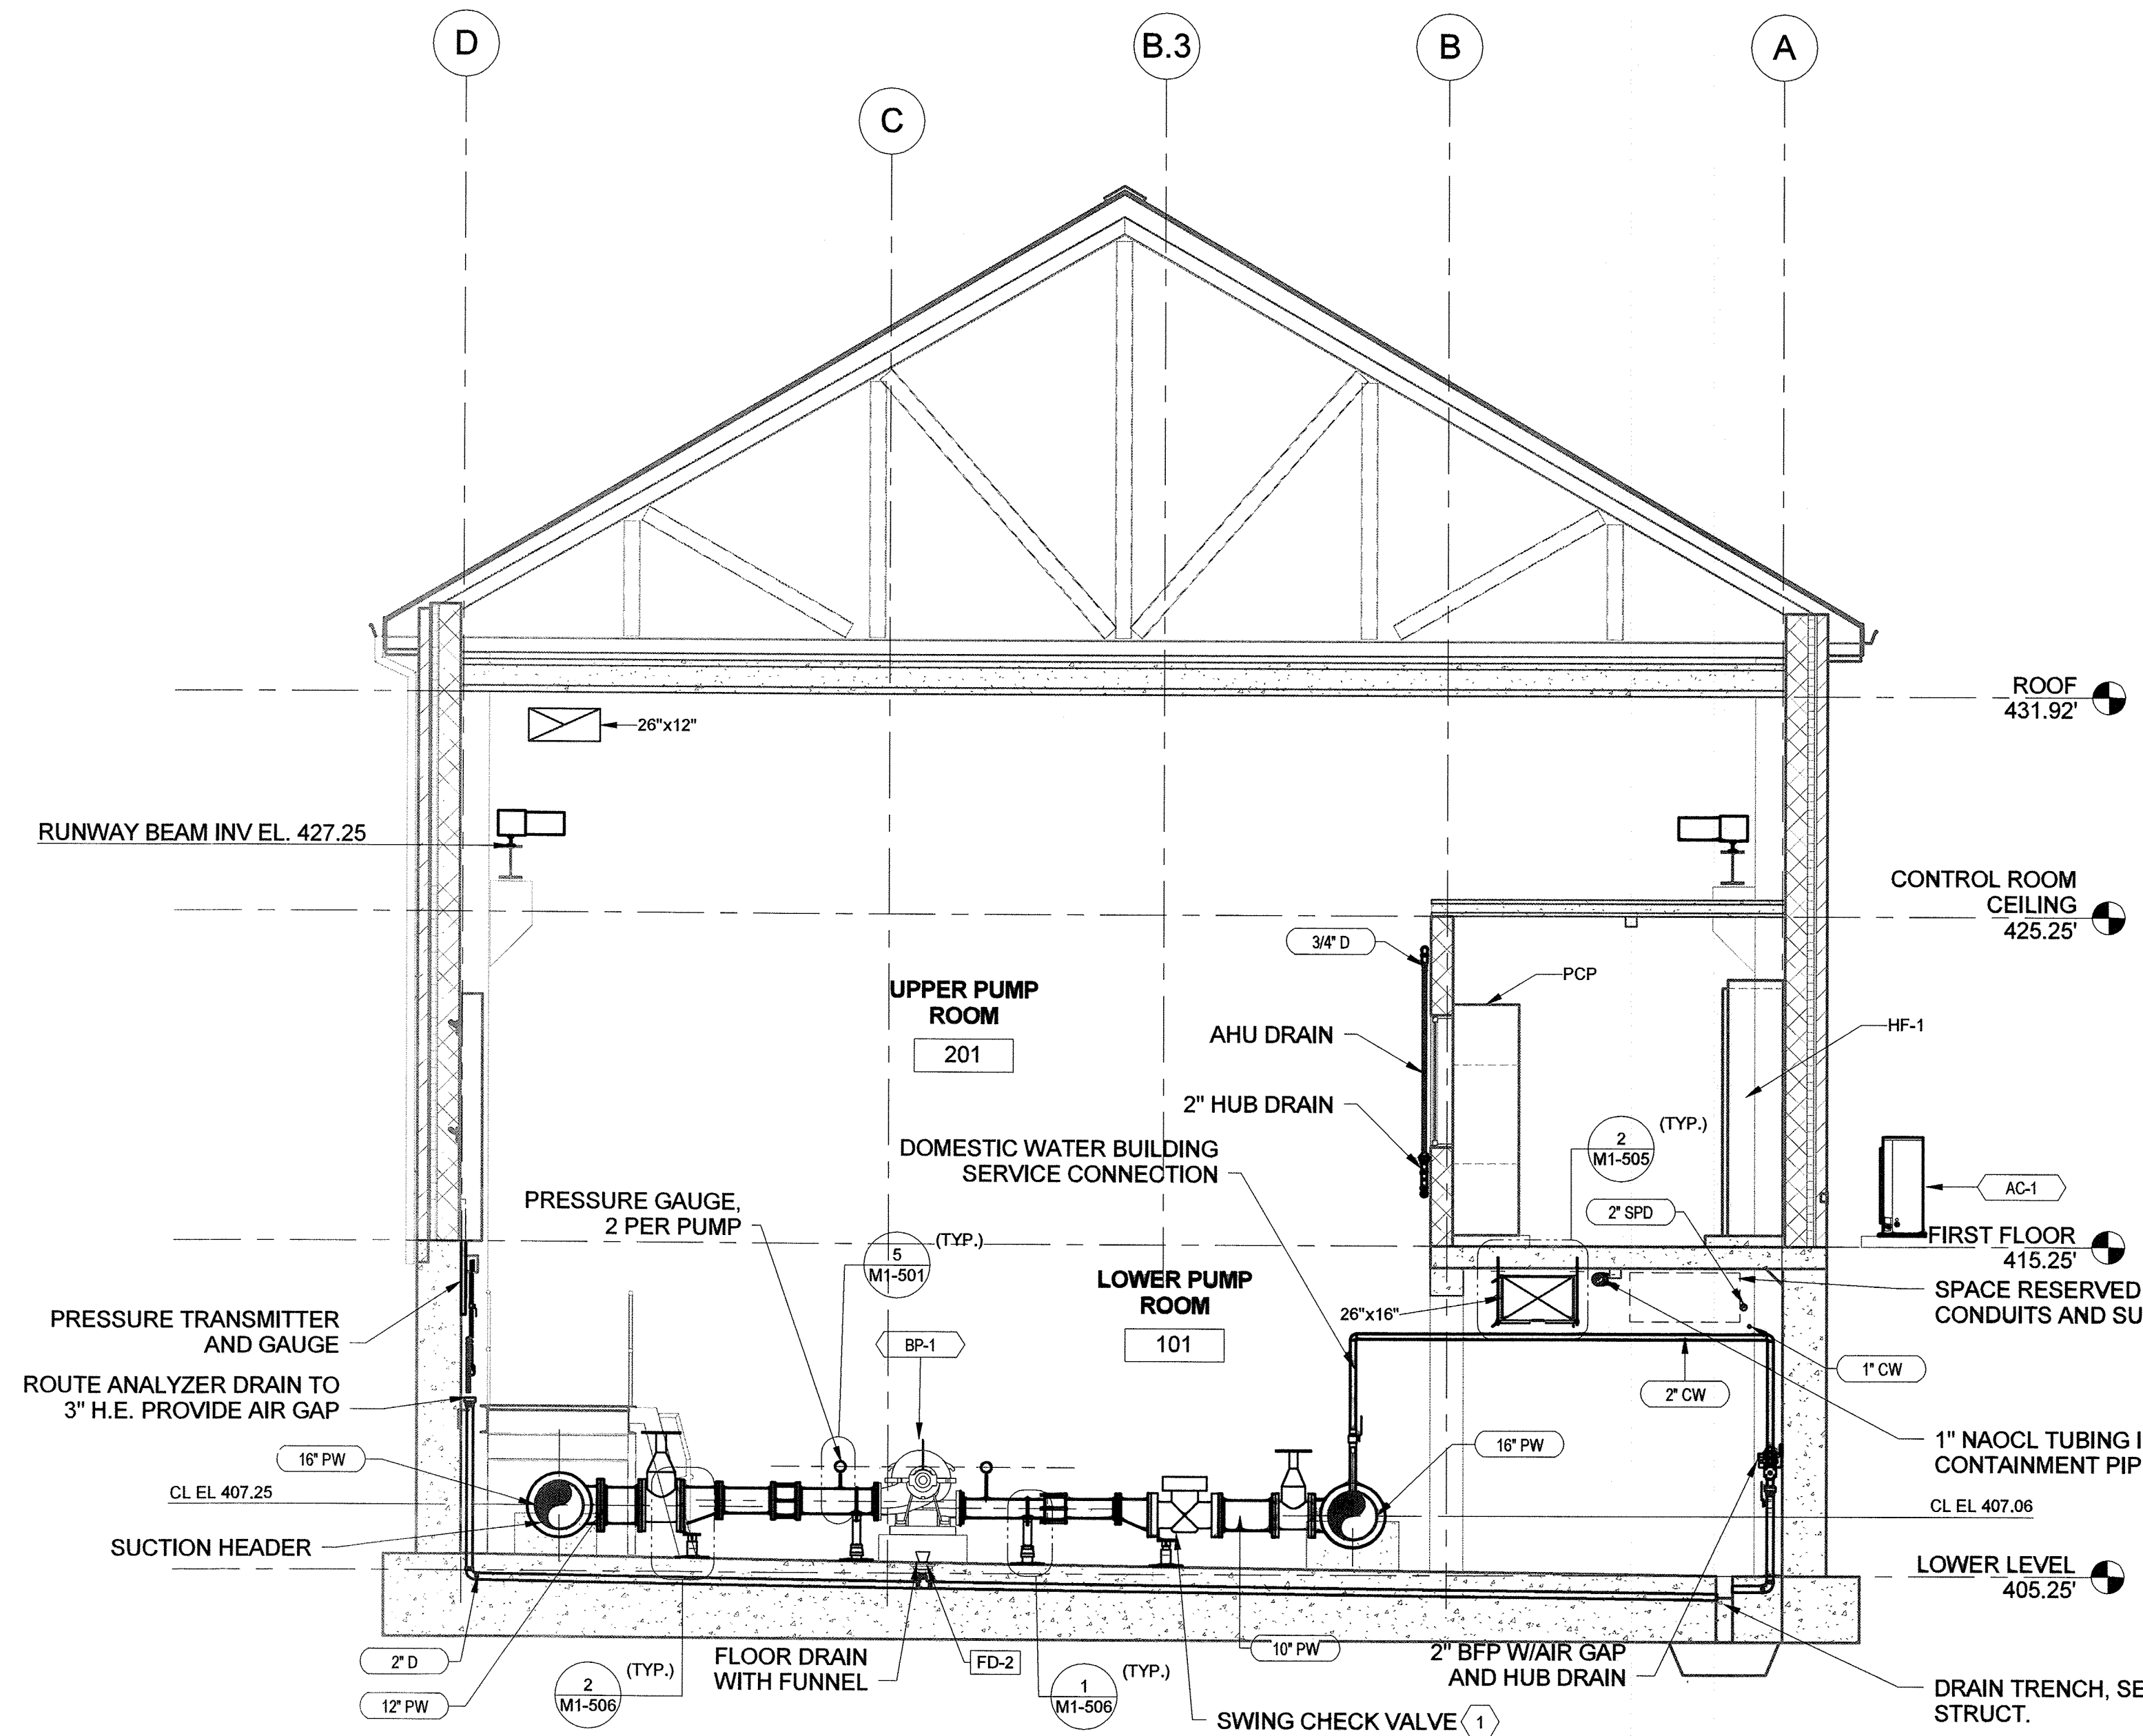 D
C
B.3
B
A
ROOF
431.92'
26"x12"
RUNWAY BEAM INV EL. 427.25
CONTROL ROOM
CEILING
425.25'
3/4" D
PCP
UPPER PUMP
ROOM
201
AHU DRAIN
HF-1
2" HUB DRAIN
2
M1-505
(TYP.)
DOMESTIC WATER BUILDING
SERVICE CONNECTION
AC-1
2" SPD
PRESSURE GAUGE,
2 PER PUMP
5
M1-501
(TYP.)
FIRST FLOOR
415.25'
LOWER PUMP
ROOM
101
SPACE RESERVED
CONDUITS AND SU
26"x16"
PRESSURE TRANSMITTER
AND GAUGE
BP-1
1" CW
2" CW
ROUTE ANALYZER DRAIN TO
3" H.E. PROVIDE AIR GAP
16" PW
16" PW
1" NAOCL TUBING I
CONTAINMENT PIP
CL EL 407.25
CL EL 407.06
SUCTION HEADER
LOWER LEVEL
405.25'
2" D
12" PW
2
M1-506
(TYP.)
FLOOR DRAIN
WITH FUNNEL
FD-2
1
M1-506
(TYP.)
10" PW
2" BFP W/AIR GAP
AND HUB DRAIN
SWING CHECK VALVE
1
DRAIN TRENCH, SE
STRUCT.